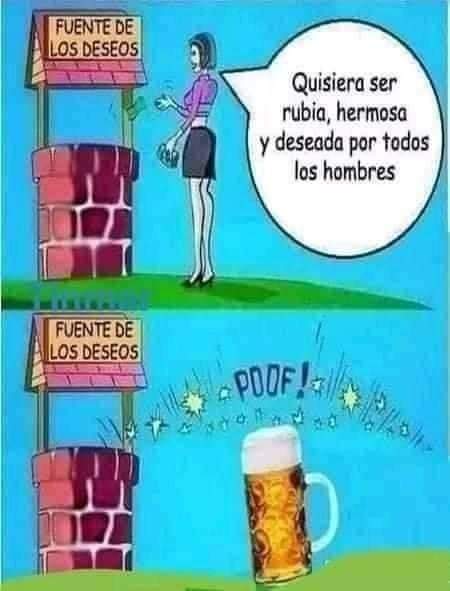 FUENTE DE
LOS DESEOS
Quisiera ser
rubia, hermosa
y deseada por todos
los hombres
FUENTE DE
LOS DESEOS
POOF!